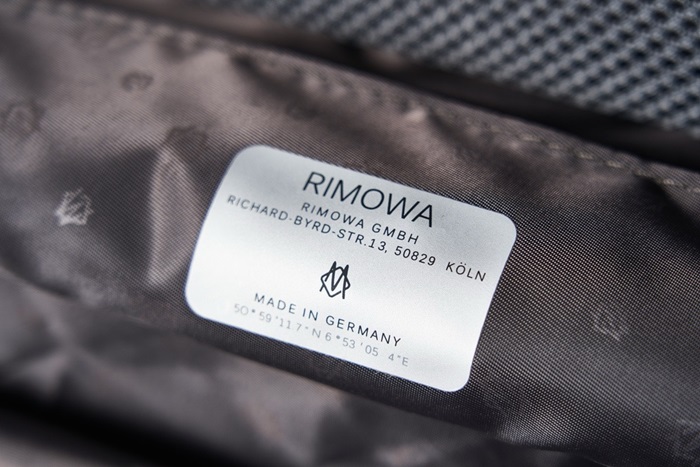 RIMOWA
RIMOWA GMBH
RICHARD-BYRD-STR.13, 50829 KÖLN
MADE IN GERMANY
50°59'11.7"N 6°53'05.4"E